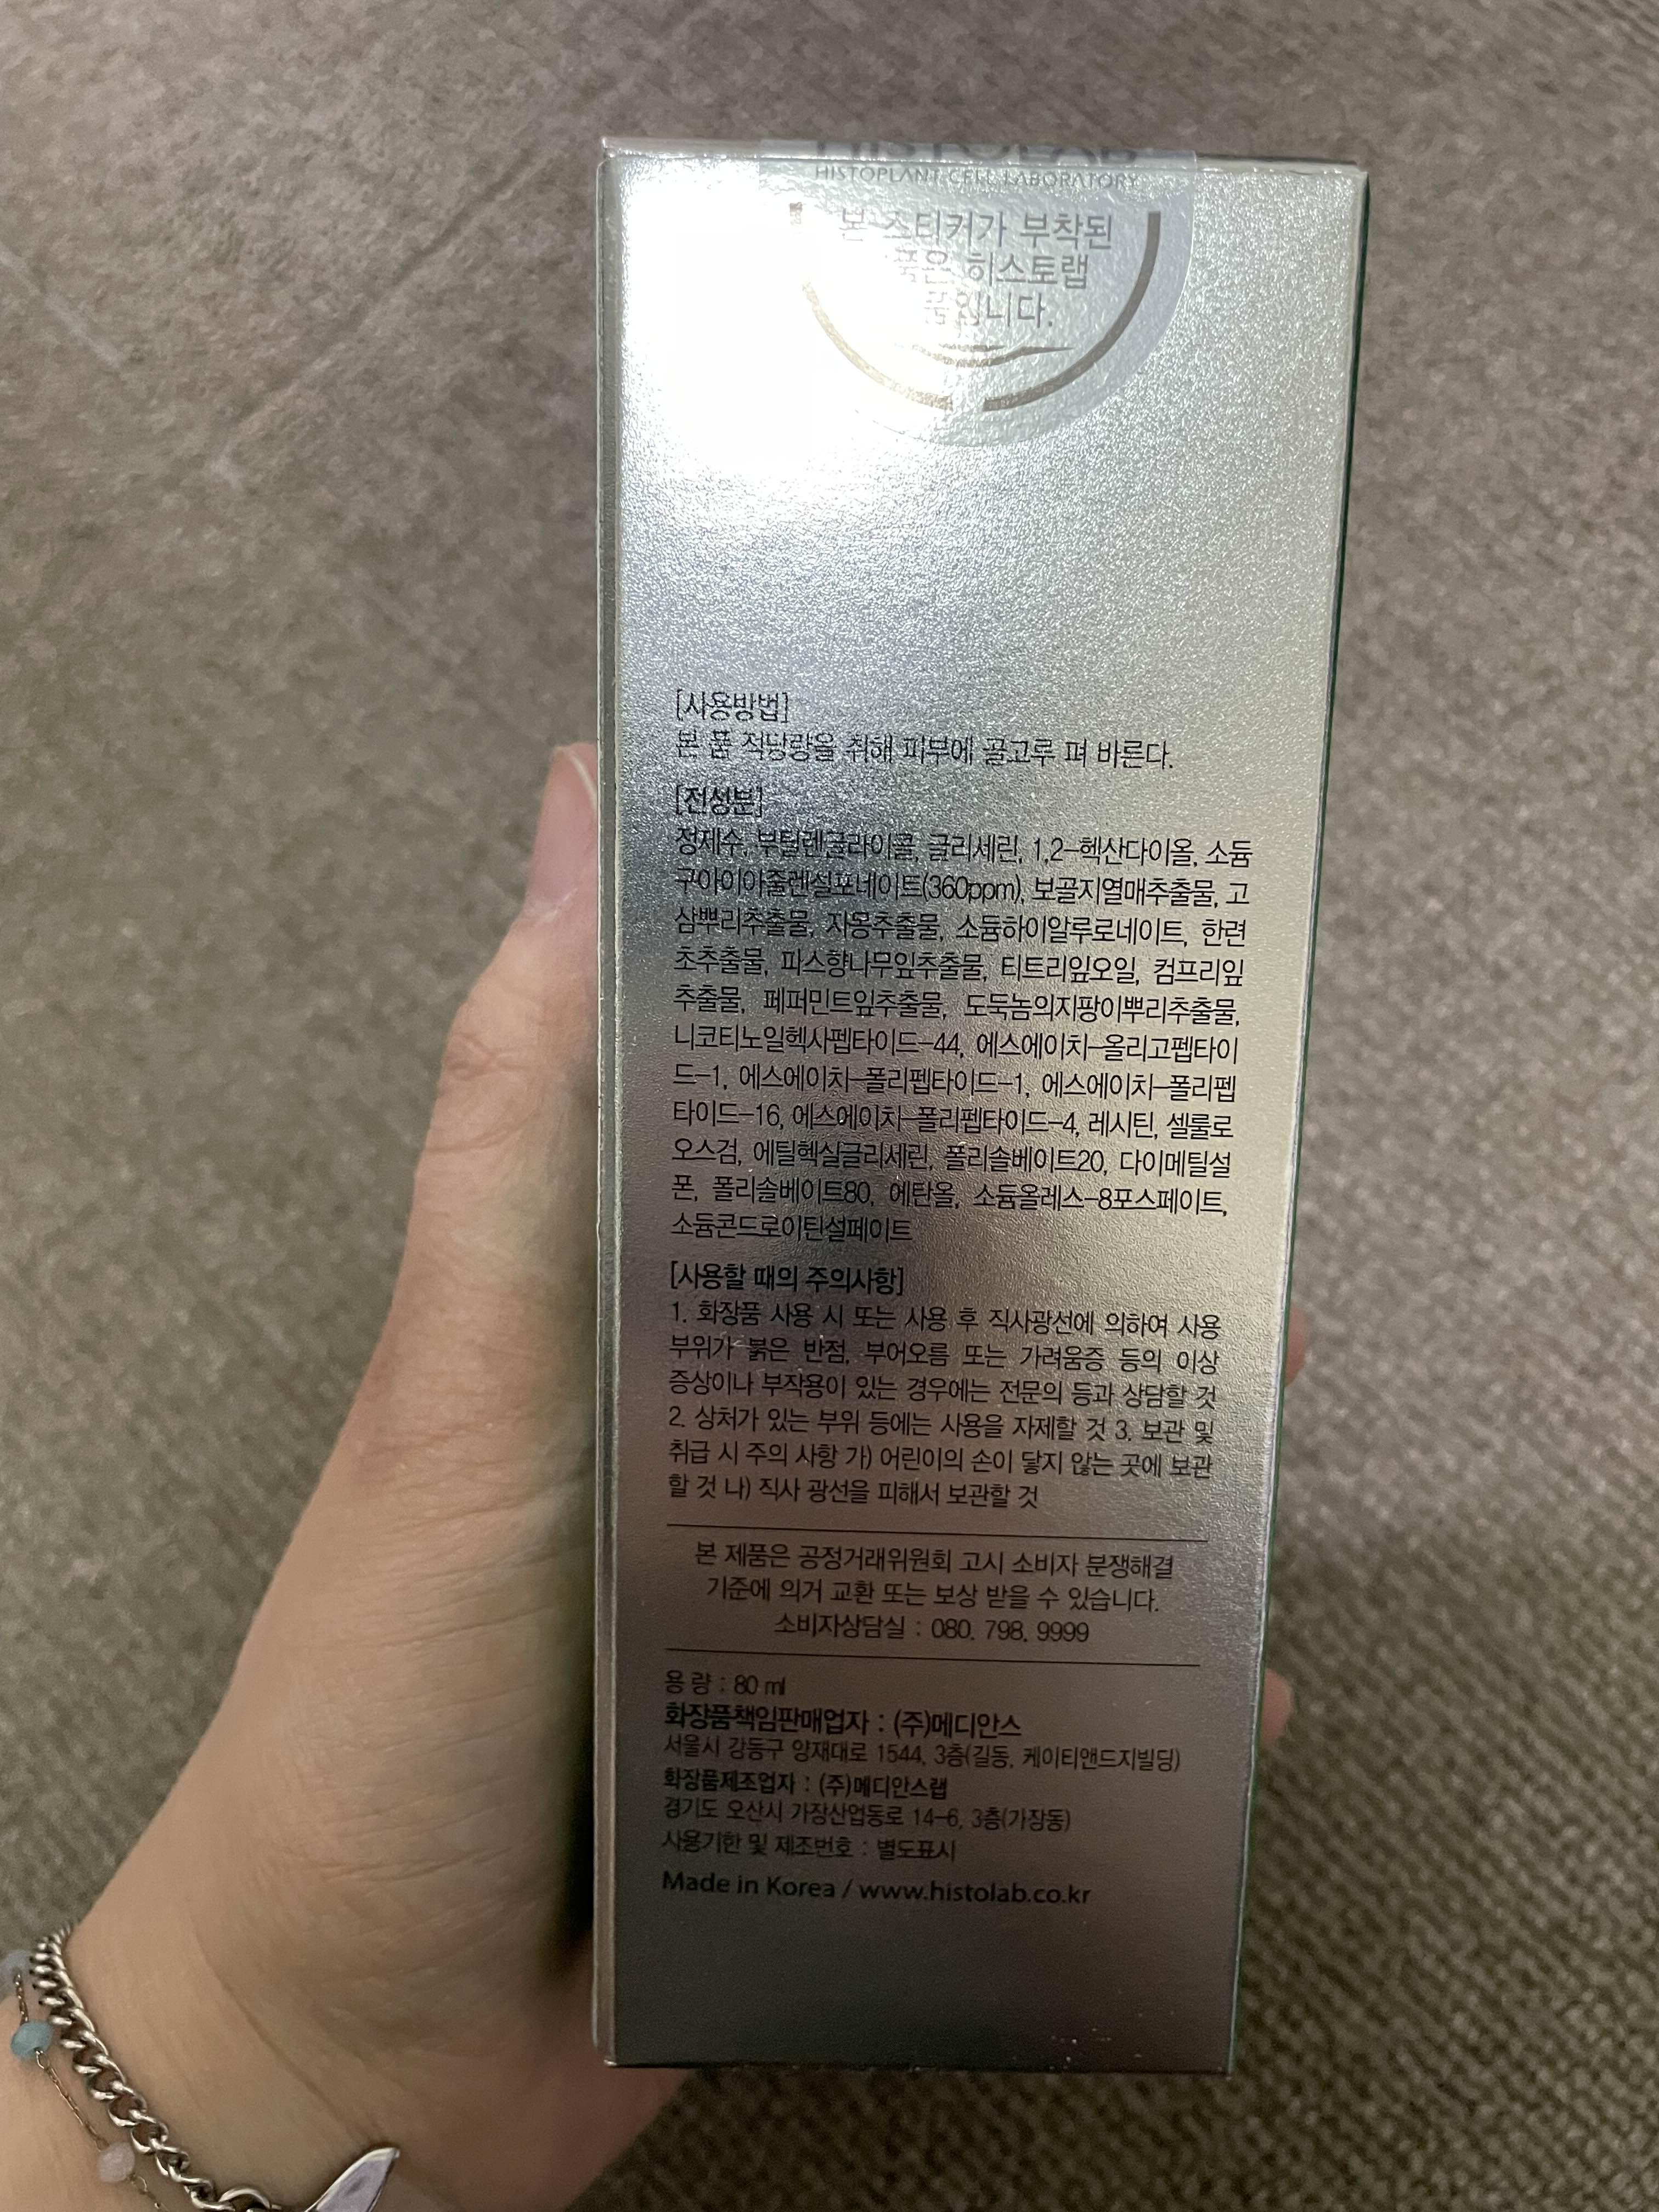 HISTOLAB
HISTOPLANT CELL LABORATORY
본 스티커가 부착된
히스토랩
[사용방법]
본 품 적당량을 취해 피부에 골고루 펴 바른다.
[전성분]
정제수, 부틸렌글라이콜, 글리세린, 1,2-헥산다이올, 소듐
구아이아줄렌설포네이트(360ppm), 보골지열매추출물, 고
삼뿌리추출물, 자몽추출물, 소듐하이알루로네이트, 한련
초추출물, 파스향나무잎추출물, 티트리잎오일, 컴프리잎
추출물, 페퍼민트잎추출물, 도둑놈의지팡이뿌리추출물,
니코티노일헥사펩타이드-44, 에스에이치-올리고펩타이
드-1, 에스에이치-폴리펩타이드-1, 에스에이치-폴리펩
타이드-16, 에스에이치-폴리펩타이드-4, 레시틴, 셀룰로
오스검, 에틸헥실글리세린, 폴리솔베이트20, 다이메틸설
폰, 폴리솔베이트80, 에탄올, 소듐올레스-8포스페이트,
소듐콘드로이틴설페이트
[사용할 때의 주의사항]
1. 화장품 사용 시 또는 사용 후 직사광선에 의하여 사용
부위가 붉은 반점, 부어오름 또는 가려움증 등의 이상
증상이나 부작용이 있는 경우에는 전문의 등과 상담할 것
2. 상처가 있는 부위 등에는 사용을 자제할 것 3. 보관 및
취급 시 주의 사항 가) 어린이의 손이 닿지 않는 곳에 보관
할 것 나) 직사 광선을 피해서 보관할 것
본 제품은 공정거래위원회 고시 소비자 분쟁해결
기준에 의거 교환 또는 보상 받을 수 있습니다.
소비자상담실 : 080. 798. 9999
용 량 : 80 ml
화장품책임판매업자 : (주)메디안스
서울시 강동구 양재대로 1544, 3층(길동, 케이티앤드지빌딩)
화장품제조업자 : (주)메디안스랩
경기도 오산시 가장산업동로 14-6, 3층(가장동)
사용기한 및 제조번호 : 별도표시
Made in Korea / www.histolab.co.kr